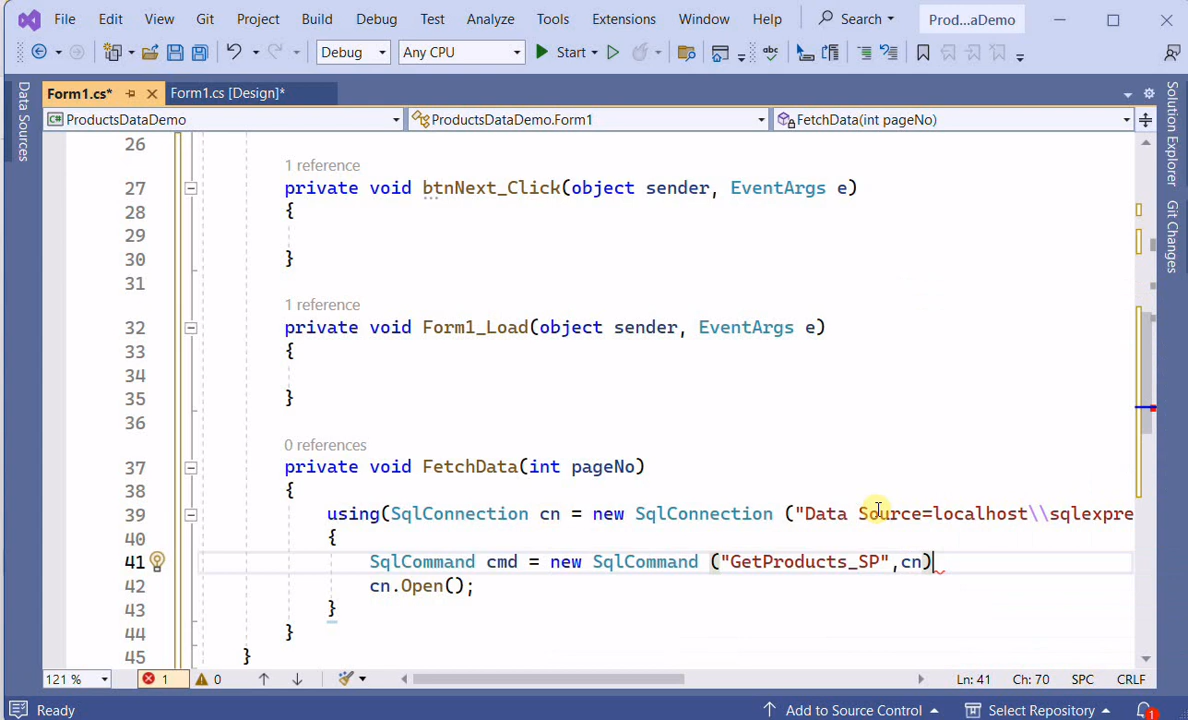 File Edit View Git Project Build Debug Test Analyze Tools Extensions Window Help Search Prod...aDemo
Debug Any CPU Start
Data Sources
Form1.cs* Form1.cs [Design]*
ProductsDataDemo ProductsDataDemo.Form1 FetchData(int pageNo)
26
1 reference
27 private void btnNext_Click(object sender, EventArgs e)
28 {
29
30 }
31
1 reference
32 private void Form1_Load(object sender, EventArgs e)
33 {
34
35 }
36
0 references
37 private void FetchData(int pageNo)
38 {
39 using(SqlConnection cn = new SqlConnection ("Data Source=localhost\\sqlexpre
40 {
41 SqlCommand cmd = new SqlCommand ("GetProducts_SP",cn)
42 cn.Open();
43 }
44 }
45 }
Solution Explorer
Git Changes
121 % 1 0 Ln: 41 Ch: 70 SPC CRLF
Ready Add to Source Control Select Repository 1